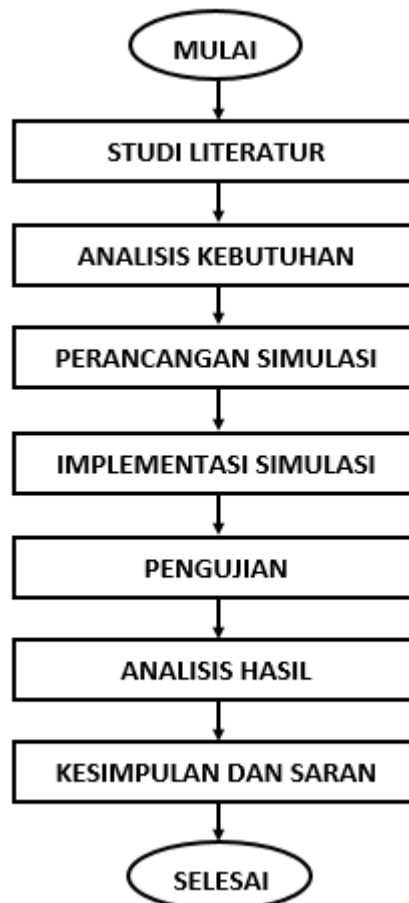 MULAI
STUDI LITERATUR
ANALISIS KEBUTUHAN
PERANCANGAN SIMULASI
IMPLEMENTASI SIMULASI
PENGUJIAN
ANALISIS HASIL
KESIMPULAN DAN SARAN
SELESAI